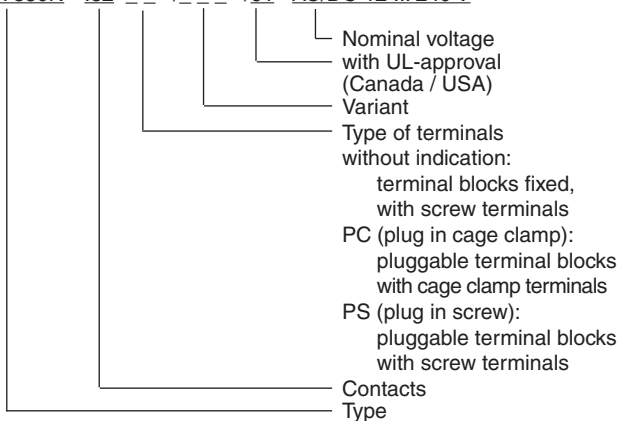 Nominal voltage
with UL-approval
(Canada / USA)
Variant
Type of terminals
without indication:
terminal blocks fixed,
with screw terminals
PC (plug in cage clamp):
pluggable terminal blocks
with cage clamp terminals
PS (plug in screw):
pluggable terminal blocks
with screw terminals
Contacts
Type